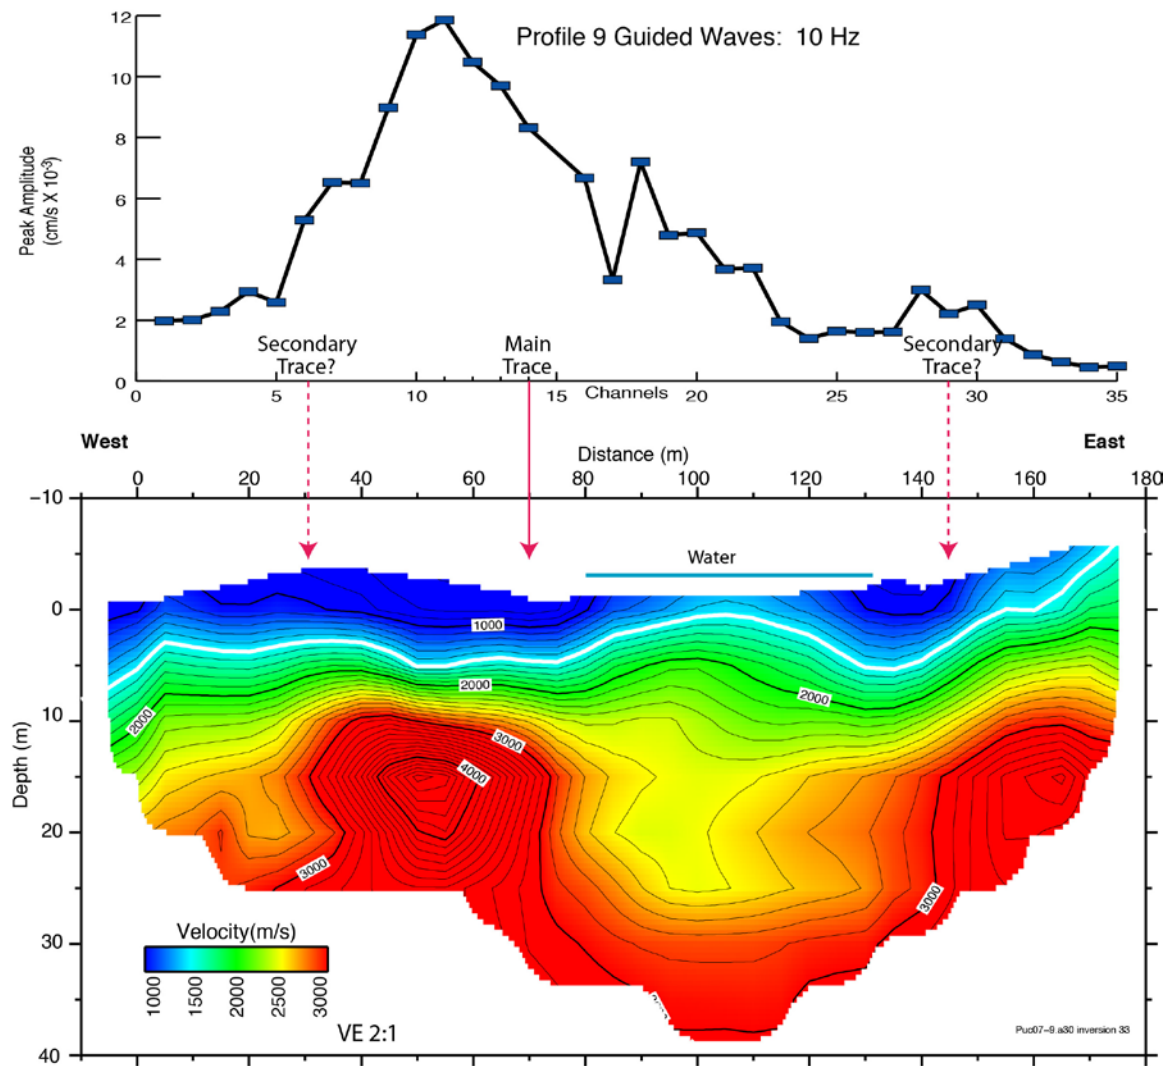 Profile 9 Guided Waves: 10 Hz
12
10
8
6
4
2
0
Peak Amplitude
(cm/s X 10-3)
Secondary
Trace?
Main
Trace
Secondary
Trace?
0 5 10 15 Channels 20 25 30 35
West
East
Distance (m)
0 20 40 60 80 100 120 140 160 180
−10
0
10
20
30
40
Depth (m)
Water
1000
2000
2000
2000
3000
4000
3000
3000
Velocity(m/s)
1000 1500 2000 2500 3000
VE 2:1
Puc07−9.a30 inversion 33